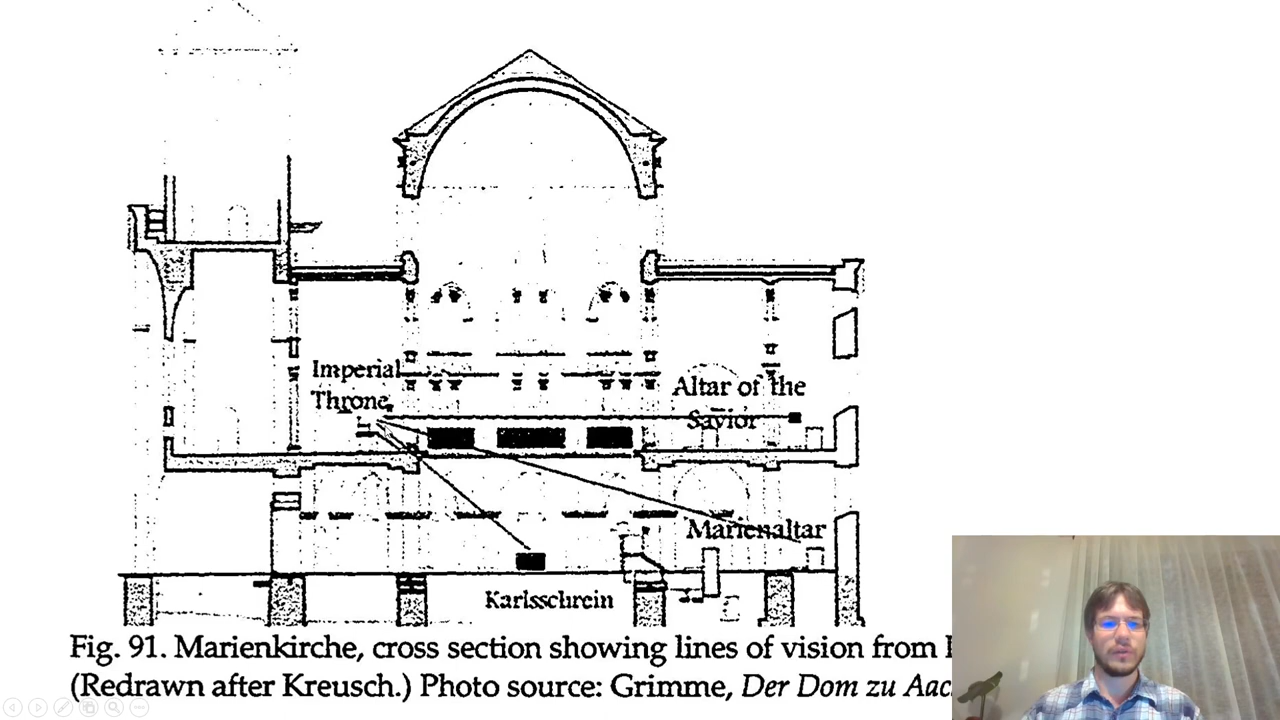 Imperial
Throne
Altar of the
Savior
Marienaltar
Karlsschrein
Fig. 91. Marienkirche, cross section showing lines of vision from
(Redrawn after Kreusch.) Photo source: Grimme, Der Dom zu Aac